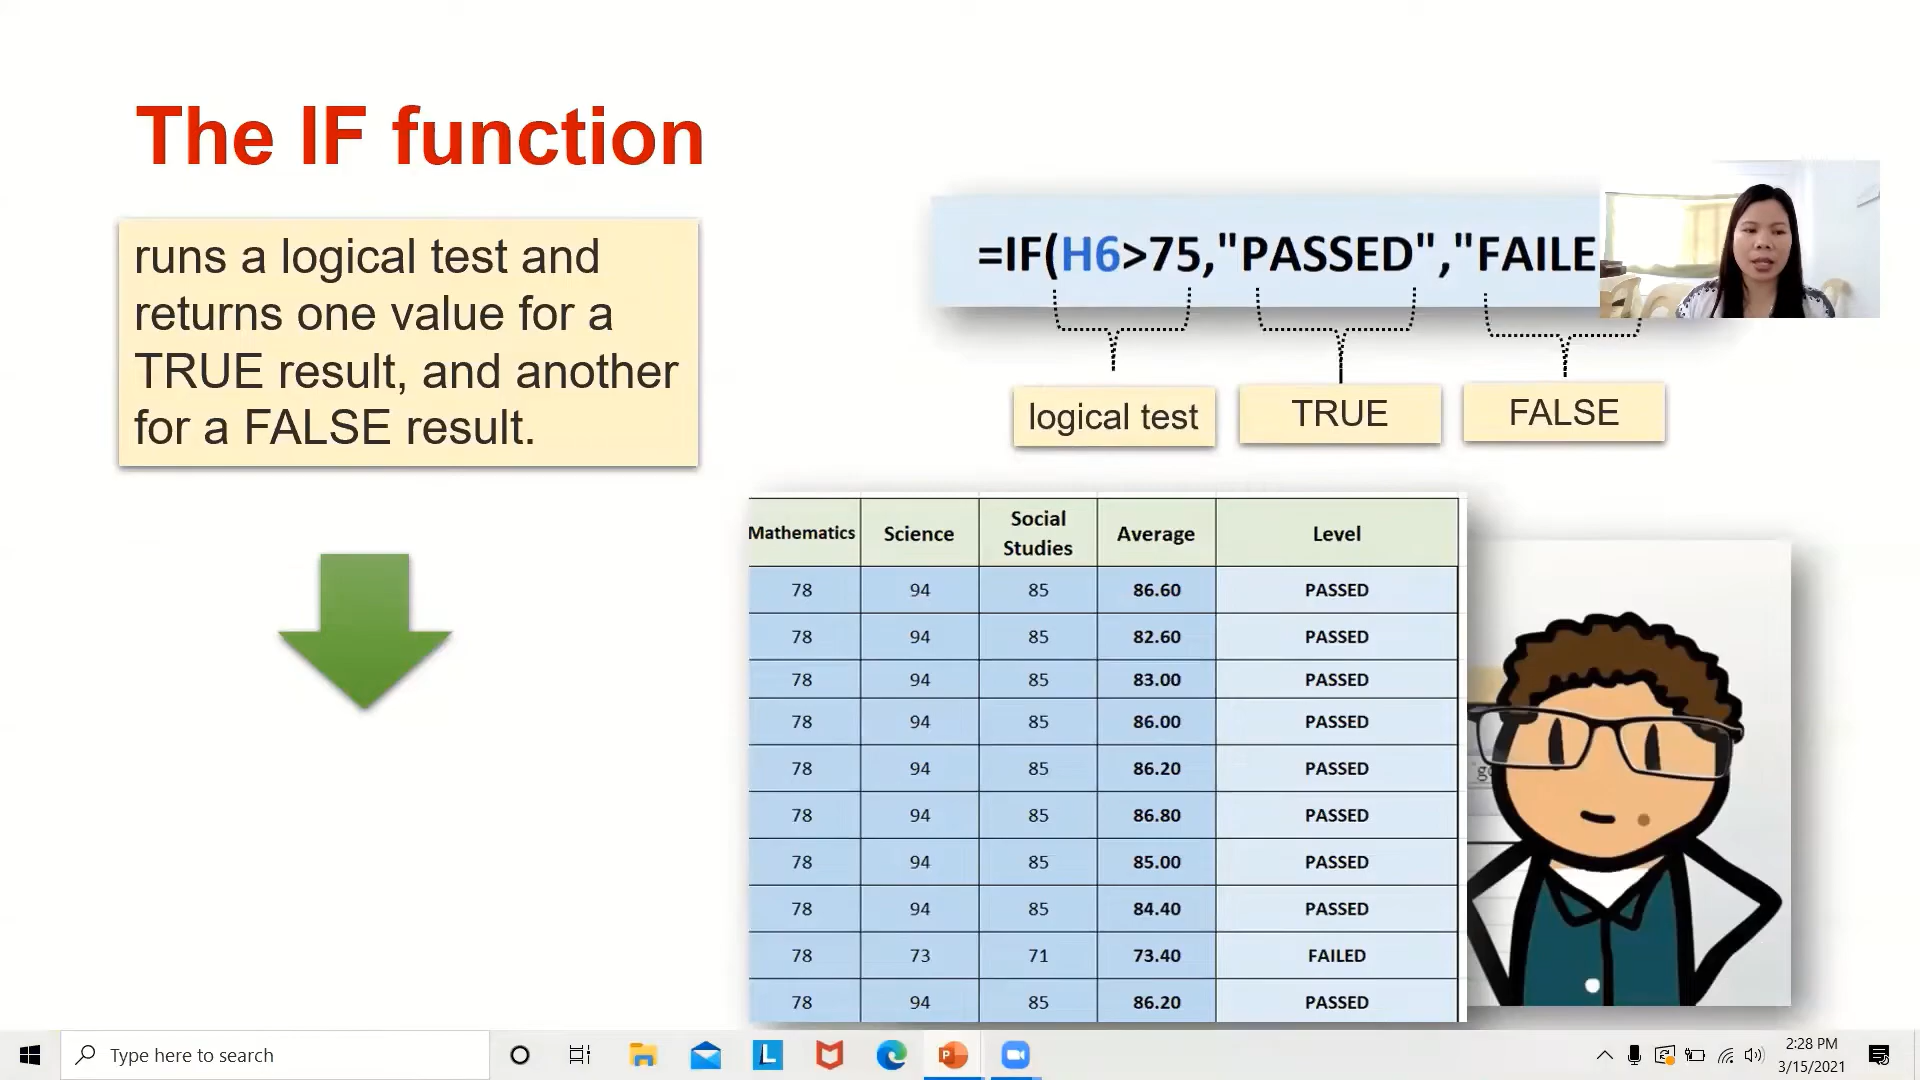 The IF function
runs a logical test and
returns one value for a
TRUE result, and another
for a FALSE result.
=IF(H6>75,"PASSED","FAILE
logical test TRUE FALSE
Mathematics Science Social Studies Average Level
78 94 85 86.60 PASSED
78 94 85 82.60 PASSED
78 94 85 83.00 PASSED
78 94 85 86.00 PASSED
78 94 85 86.20 PASSED
78 94 85 86.80 PASSED
78 94 85 85.00 PASSED
78 94 85 84.40 PASSED
78 73 71 73.40 FAILED
78 94 85 86.20 PASSED
Type here to search
2:28 PM
3/15/2021